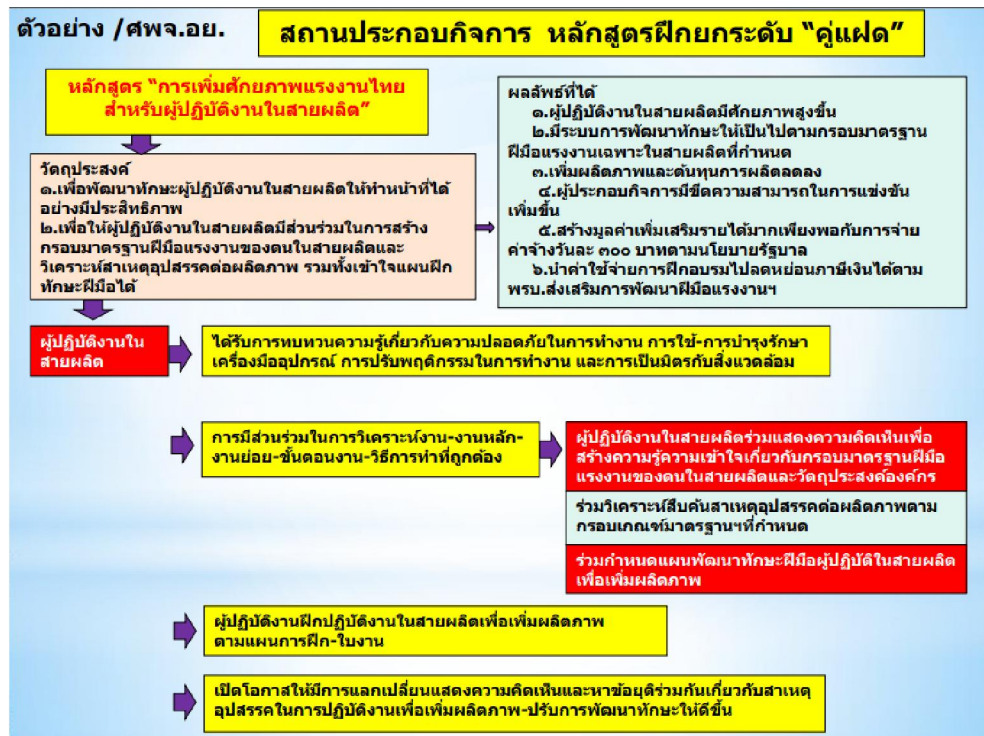 ตัวอย่าง /ศพจ.อย.
สถานประกอบกิจการ หลักสูตรฝึกยกระดับ “คู่แฝด”
หลักสูตร “การเพิ่มศักยภาพแรงงานไทย
สำหรับผู้ปฏิบัติงานในสายผลิต”
วัตถุประสงค์
๑.เพื่อพัฒนาทักษะผู้ปฏิบัติงานในสายผลิตให้ทำหน้าที่ได้
อย่างมีประสิทธิภาพ
๒.เพื่อให้ผู้ปฏิบัติงานในสายผลิตมีส่วนร่วมในการสร้าง
กรอบมาตรฐานฝีมือแรงงานของตนในสายผลิตและ
วิเคราะห์สาเหตุอุปสรรคต่อผลิตภาพ รวมทั้งเข้าใจแผนฝึก
ทักษะฝีมือได้
ผลลัพธ์ที่ได้
๑.ผู้ปฏิบัติงานในสายผลิตมีศักยภาพสูงขึ้น
๒.มีระบบการพัฒนาทักษะให้เป็นไปตามกรอบมาตรฐาน
ฝีมือแรงงานเฉพาะในสายผลิตที่กำหนด
๓.เพิ่มผลิตภาพและต้นทุนการผลิตลดลง
๔.ผู้ประกอบกิจการมีขีดความสามารถในการแข่งขัน
เพิ่มขึ้น
๕.สร้างมูลค่าเพิ่มเสริมรายได้มากเพียงพอกับการจ่าย
ค่าจ้างวันละ ๓๐๐ บาทตามนโยบายรัฐบาล
๖.นำค่าใช้จ่ายการฝึกอบรมไปลดหย่อนภาษีเงินได้ตาม
พรบ.ส่งเสริมการพัฒนาฝีมือแรงงานฯ
ผู้ปฏิบัติงานใน
สายผลิต
ได้รับการทบทวนความรู้เกี่ยวกับความปลอดภัยในการทำงาน การใช้-การบำรุงรักษา
เครื่องมืออุปกรณ์ การปรับพฤติกรรมในการทำงาน และการเป็นมิตรกับสิ่งแวดล้อม
การมีส่วนร่วมในการวิเคราะห์งาน-งานหลัก-
งานย่อย-ขั้นตอนงาน-วิธีการทำที่ถูกต้อง
ผู้ปฏิบัติงานในสายผลิตร่วมแสดงความคิดเห็นเพื่อ
สร้างความรู้ความเข้าใจเกี่ยวกับกรอบมาตรฐานฝีมือ
แรงงานของตนในสายผลิตและวัตถุประสงค์องค์กร
ร่วมวิเคราะห์สืบค้นสาเหตุอุปสรรคต่อผลิตภาพตาม
กรอบเกณฑ์มาตรฐานฯที่กำหนด
ร่วมกำหนดแผนพัฒนาทักษะฝีมือผู้ปฏิบัติในสายผลิต
เพื่อเพิ่มผลิตภาพ
ผู้ปฏิบัติงานฝึกปฏิบัติงานในสายผลิตเพื่อเพิ่มผลิตภาพ
ตามแผนการฝึก-ใบงาน
เปิดโอกาสให้มีการแลกเปลี่ยนแสดงความคิดเห็นและหาข้อยุติร่วมกันเกี่ยวกับสาเหตุ
อุปสรรคในการปฏิบัติงานเพื่อเพิ่มผลิตภาพ-ปรับการพัฒนาทักษะให้ดีขึ้น